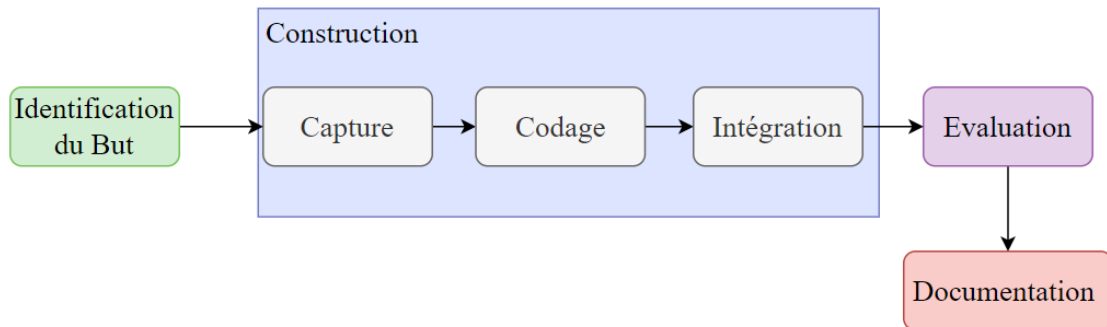 Construction
Identification
du But
Capture
Codage
Intégration
Evaluation
Documentation